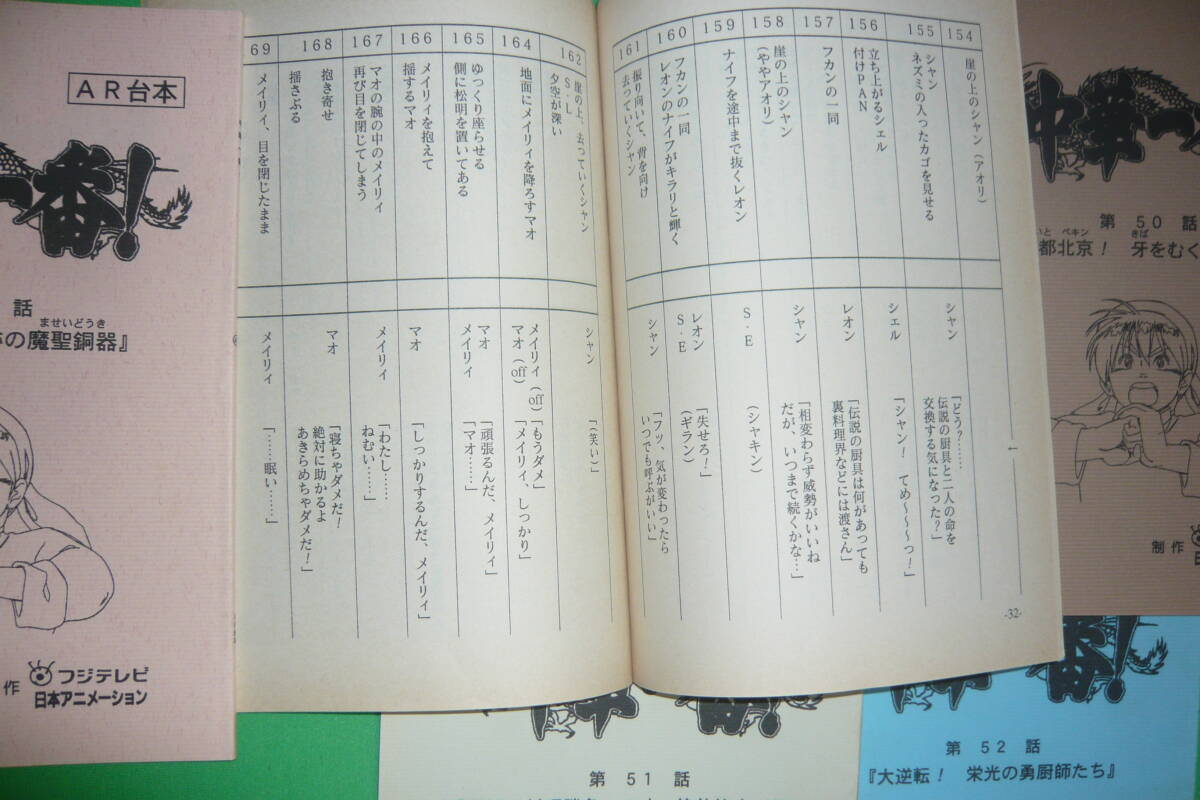 154
崖の上のシャン（アオリ）
155
シャン
ネズミの入ったカゴを見せる
156
立ち上がるシェル
付けPAN
157
フカンの一同
158
崖の上のシャン
（ややアオリ）
159
ナイフを途中まで抜くレオン
160
フカンの一同
レオンのナイフがキラリと輝く
161
振り向いて、背を向け
去っていくシャン
シャン
「どう？……
伝説の厨具と二人の命を
交換する気になった？」
シェル
「シャン！　てめ〜〜〜っ！」
レオン
「伝説の厨具は何があっても
裏料理界などには渡さん」
シャン
「相変わらず威勢がいいね
だが、いつまで続くかな…」
S・E
（シャキン）
レオン
「失せろ！」
S・E
（ギラン）
シャン
「フッ、気が変わったら
いつでも呼ぶがいい」
-32-
162
崖の上、去っていくシャン
S・L
夕空が深い
164
地面にメイリィを降ろすマオ
165
ゆっくり座らせる
側に松明を置いてある
166
メイリィを抱えて
揺するマオ
167
マオの腕の中のメイリィ
再び目を閉じてしまう
168
抱き寄せ
揺さぶる
69
メイリィ、目を閉じたまま
シャン
「（笑い）
メイリィ（off）「もうダメ」
マオ（off）「メイリィ、しっかり」
マオ
「頑張るんだ、メイリィ」
メイリィ
「マオ……」
マオ
「しっかりするんだ、メイリィ」
メイリィ
「わたし……
ねむい……」
マオ
「寝ちゃダメだ！
絶対に助かるよ
あきらめちゃダメだ！」
メイリィ
「……眠い……」
AR台本
一番！
話
ませいどうき
の魔聖銅器』
作
フジテレビ
日本アニメーション
中華一
第 50 話
いと ペキン
きば
都北京！　牙をむく
制作
第 51 話
番！
第 52 話
『大逆転！　栄光の勇厨師たち』